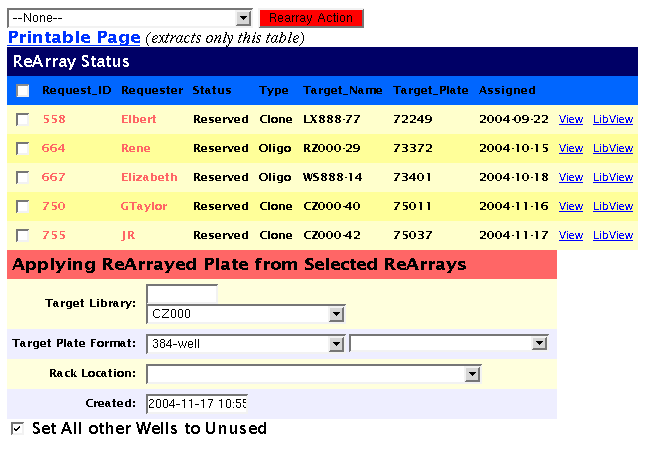 --None-- Rearray Action
Printable Page (extracts only this table)
ReArray Status
Request_ID Requester Status Type Target_Name Target_Plate Assigned
558 Elbert Reserved Clone LX888-77 72249 2004-09-22 View LibView
664 Rene Reserved Oligo RZ000-29 73372 2004-10-15 View LibView
667 Elizabeth Reserved Oligo WS888-14 73401 2004-10-18 View LibView
750 GTaylor Reserved Clone CZ000-40 75011 2004-11-16 View LibView
755 JR Reserved Clone CZ000-42 75037 2004-11-17 View LibView
Applying ReArrayed Plate from Selected ReArrays
Target Library:
CZ000
Target Plate Format: 384-well
Rack Location:
Created: 2004-11-17 10:55
Set All other Wells to Unused